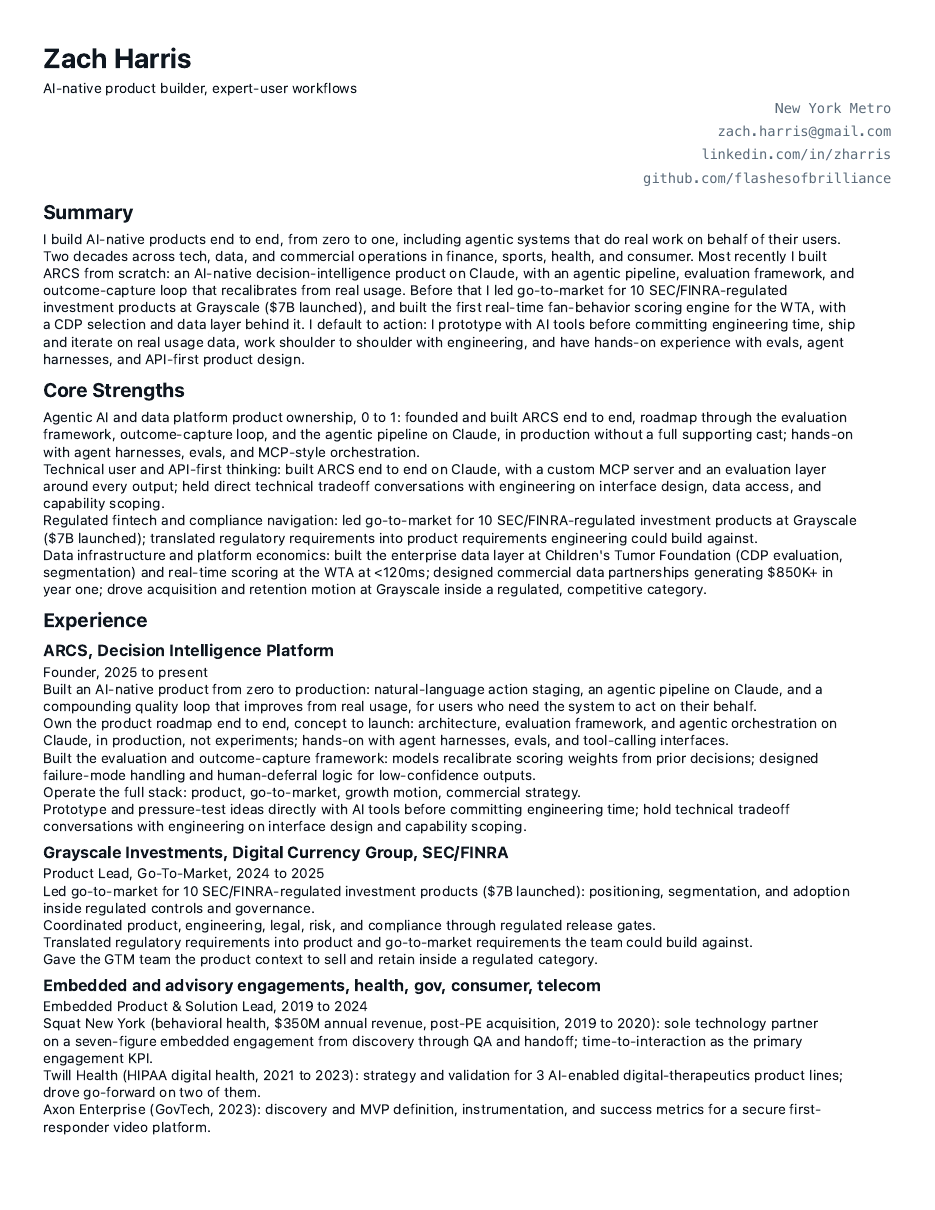 Zach Harris
AI-native product builder, expert-user workflows
New York Metro
zach.harris@gmail.com
linkedin.com/in/zharris
github.com/flashesofbrilliance
Summary
I build AI-native products end to end, from zero to one, including agentic systems that do real work on behalf of their users.
Two decades across tech, data, and commercial operations in finance, sports, health, and consumer. Most recently I built
ARCS from scratch: an AI-native decision-intelligence product on Claude, with an agentic pipeline, evaluation framework, and
outcome-capture loop that recalibrates from real usage. Before that I led go-to-market for 10 SEC/FINRA-regulated
investment products at Grayscale ($7B launched), and built the first real-time fan-behavior scoring engine for the WTA, with
a CDP selection and data layer behind it. I default to action: I prototype with AI tools before committing engineering time, ship
and iterate on real usage data, work shoulder to shoulder with engineering, and have hands-on experience with evals, agent
harnesses, and API-first product design.
Core Strengths
Agentic AI and data platform product ownership, 0 to 1: founded and built ARCS end to end, roadmap through the evaluation
framework, outcome-capture loop, and the agentic pipeline on Claude, in production without a full supporting cast; hands-on
with agent harnesses, evals, and MCP-style orchestration.
Technical user and API-first thinking: built ARCS end to end on Claude, with a custom MCP server and an evaluation layer
around every output; held direct technical tradeoff conversations with engineering on interface design, data access, and
capability scoping.
Regulated fintech and compliance navigation: led go-to-market for 10 SEC/FINRA-regulated investment products at Grayscale
($7B launched); translated regulatory requirements into product requirements engineering could build against.
Data infrastructure and platform economics: built the enterprise data layer at Children's Tumor Foundation (CDP evaluation,
segmentation) and real-time scoring at the WTA at <120ms; designed commercial data partnerships generating $850K+ in
year one; drove acquisition and retention motion at Grayscale inside a regulated, competitive category.
Experience
ARCS, Decision Intelligence Platform
Founder, 2025 to present
Built an AI-native product from zero to production: natural-language action staging, an agentic pipeline on Claude, and a
compounding quality loop that improves from real usage, for users who need the system to act on their behalf.
Own the product roadmap end to end, concept to launch: architecture, evaluation framework, and agentic orchestration on
Claude, in production, not experiments; hands-on with agent harnesses, evals, and tool-calling interfaces.
Built the evaluation and outcome-capture framework: models recalibrate scoring weights from prior decisions; designed
failure-mode handling and human-deferral logic for low-confidence outputs.
Operate the full stack: product, go-to-market, growth motion, commercial strategy.
Prototype and pressure-test ideas directly with AI tools before committing engineering time; hold technical tradeoff
conversations with engineering on interface design and capability scoping.
Grayscale Investments, Digital Currency Group, SEC/FINRA
Product Lead, Go-To-Market, 2024 to 2025
Led go-to-market for 10 SEC/FINRA-regulated investment products ($7B launched): positioning, segmentation, and adoption
inside regulated controls and governance.
Coordinated product, engineering, legal, risk, and compliance through regulated release gates.
Translated regulatory requirements into product and go-to-market requirements the team could build against.
Gave the GTM team the product context to sell and retain inside a regulated category.
Embedded and advisory engagements, health, gov, consumer, telecom
Embedded Product & Solution Lead, 2019 to 2024
Squat New York (behavioral health, $350M annual revenue, post-PE acquisition, 2019 to 2020): sole technology partner
on a seven-figure embedded engagement from discovery through QA and handoff; time-to-interaction as the primary
engagement KPI.
Twill Health (HIPAA digital health, 2021 to 2023): strategy and validation for 3 AI-enabled digital-therapeutics product lines;
drove go-forward on two of them.
Axon Enterprise (GovTech, 2023): discovery and MVP definition, instrumentation, and success metrics for a secure first-
responder video platform.